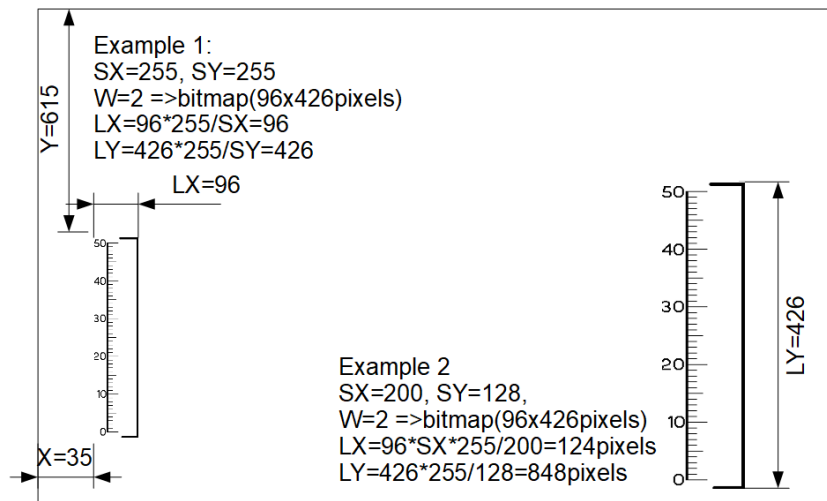 Example 1:
SX=255, SY=255
W=2 =>bitmap(96x426pixels)
LX=96*255/SX=96
LY=426*255/SY=426
Y=615
LX=96
50
40
30
20
10
0
X=35
50
40
30
20
10
0
LY=426
Example 2
SX=200, SY=128,
W=2 =>bitmap(96x426pixels)
LX=96*SX*255/200=124pixels
LY=426*255/128=848pixels